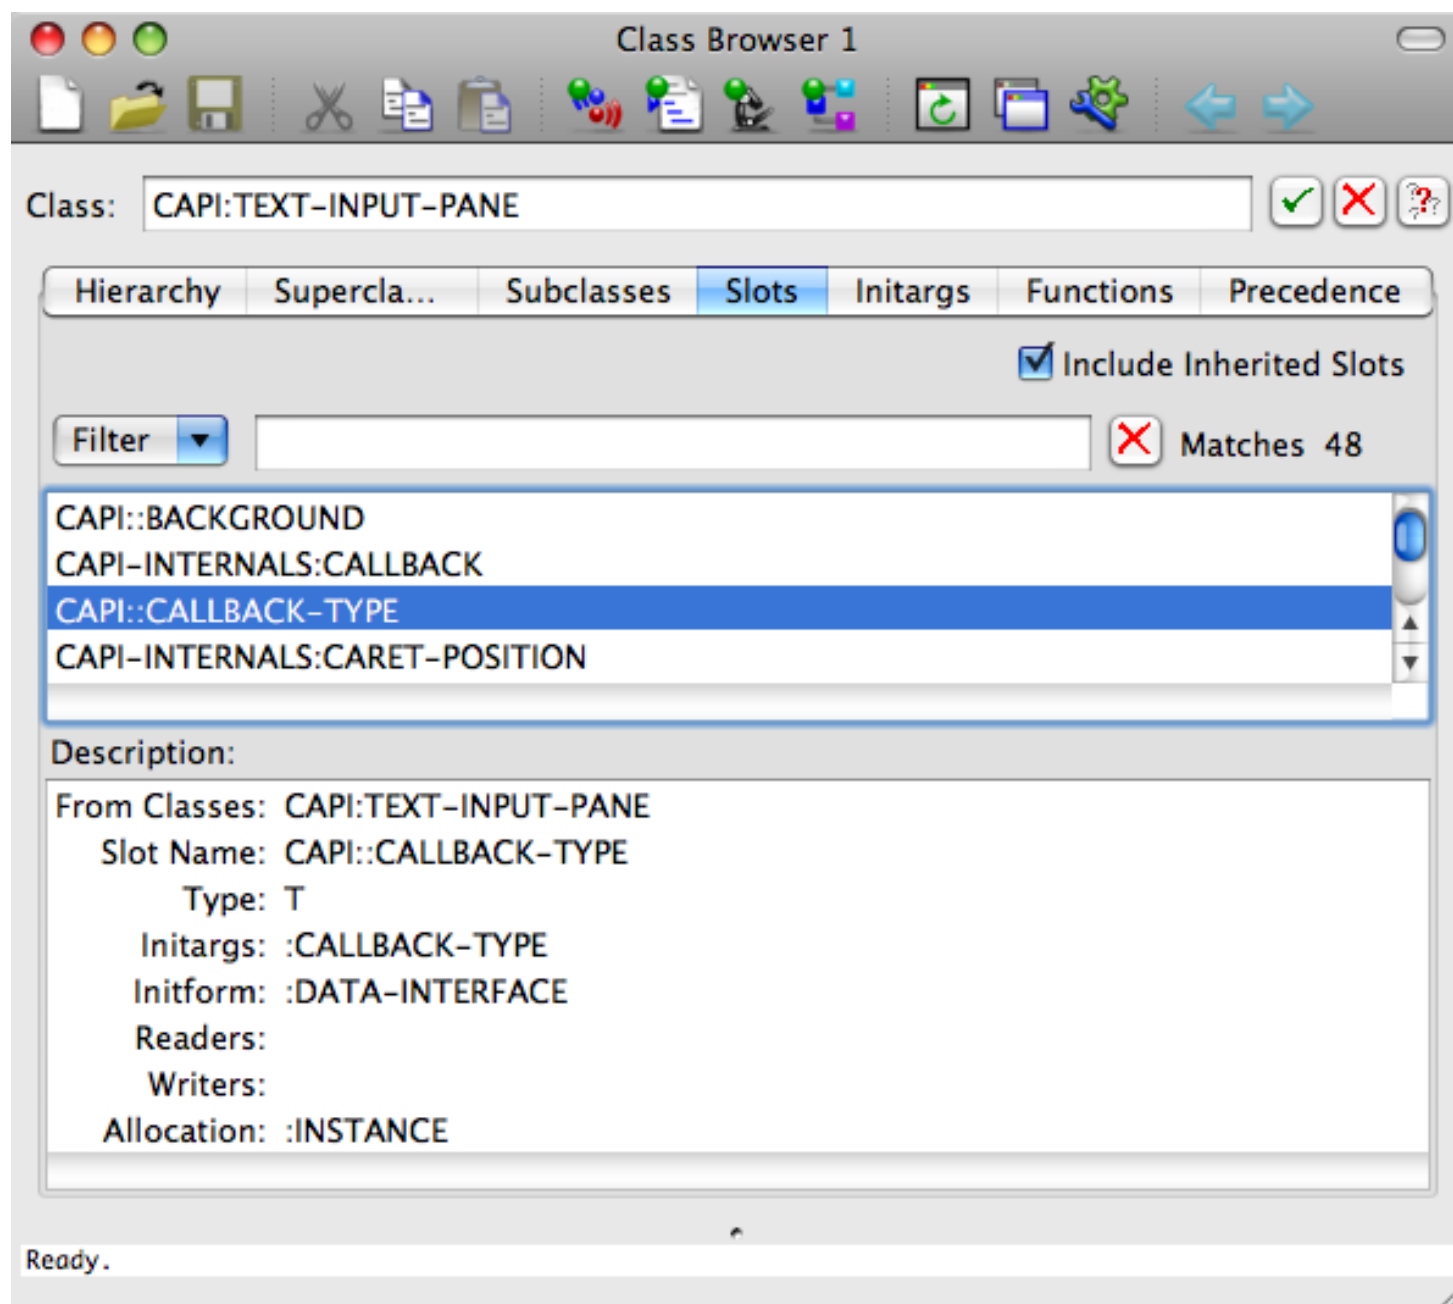 Class Browser 1
Class: CAPI:TEXT-INPUT-PANE
Hierarchy Supercla... Subclasses Slots Initargs Functions Precedence
Include Inherited Slots
Filter Matches 48
CAPI::BACKGROUND
CAPI-INTERNALS:CALLBACK
CAPI::CALLBACK-TYPE
CAPI-INTERNALS:CARET-POSITION
Description:
From Classes: CAPI:TEXT-INPUT-PANE
Slot Name: CAPI::CALLBACK-TYPE
Type: T
Initargs: :CALLBACK-TYPE
Initform: :DATA-INTERFACE
Readers:
Writers:
Allocation: :INSTANCE
Ready.